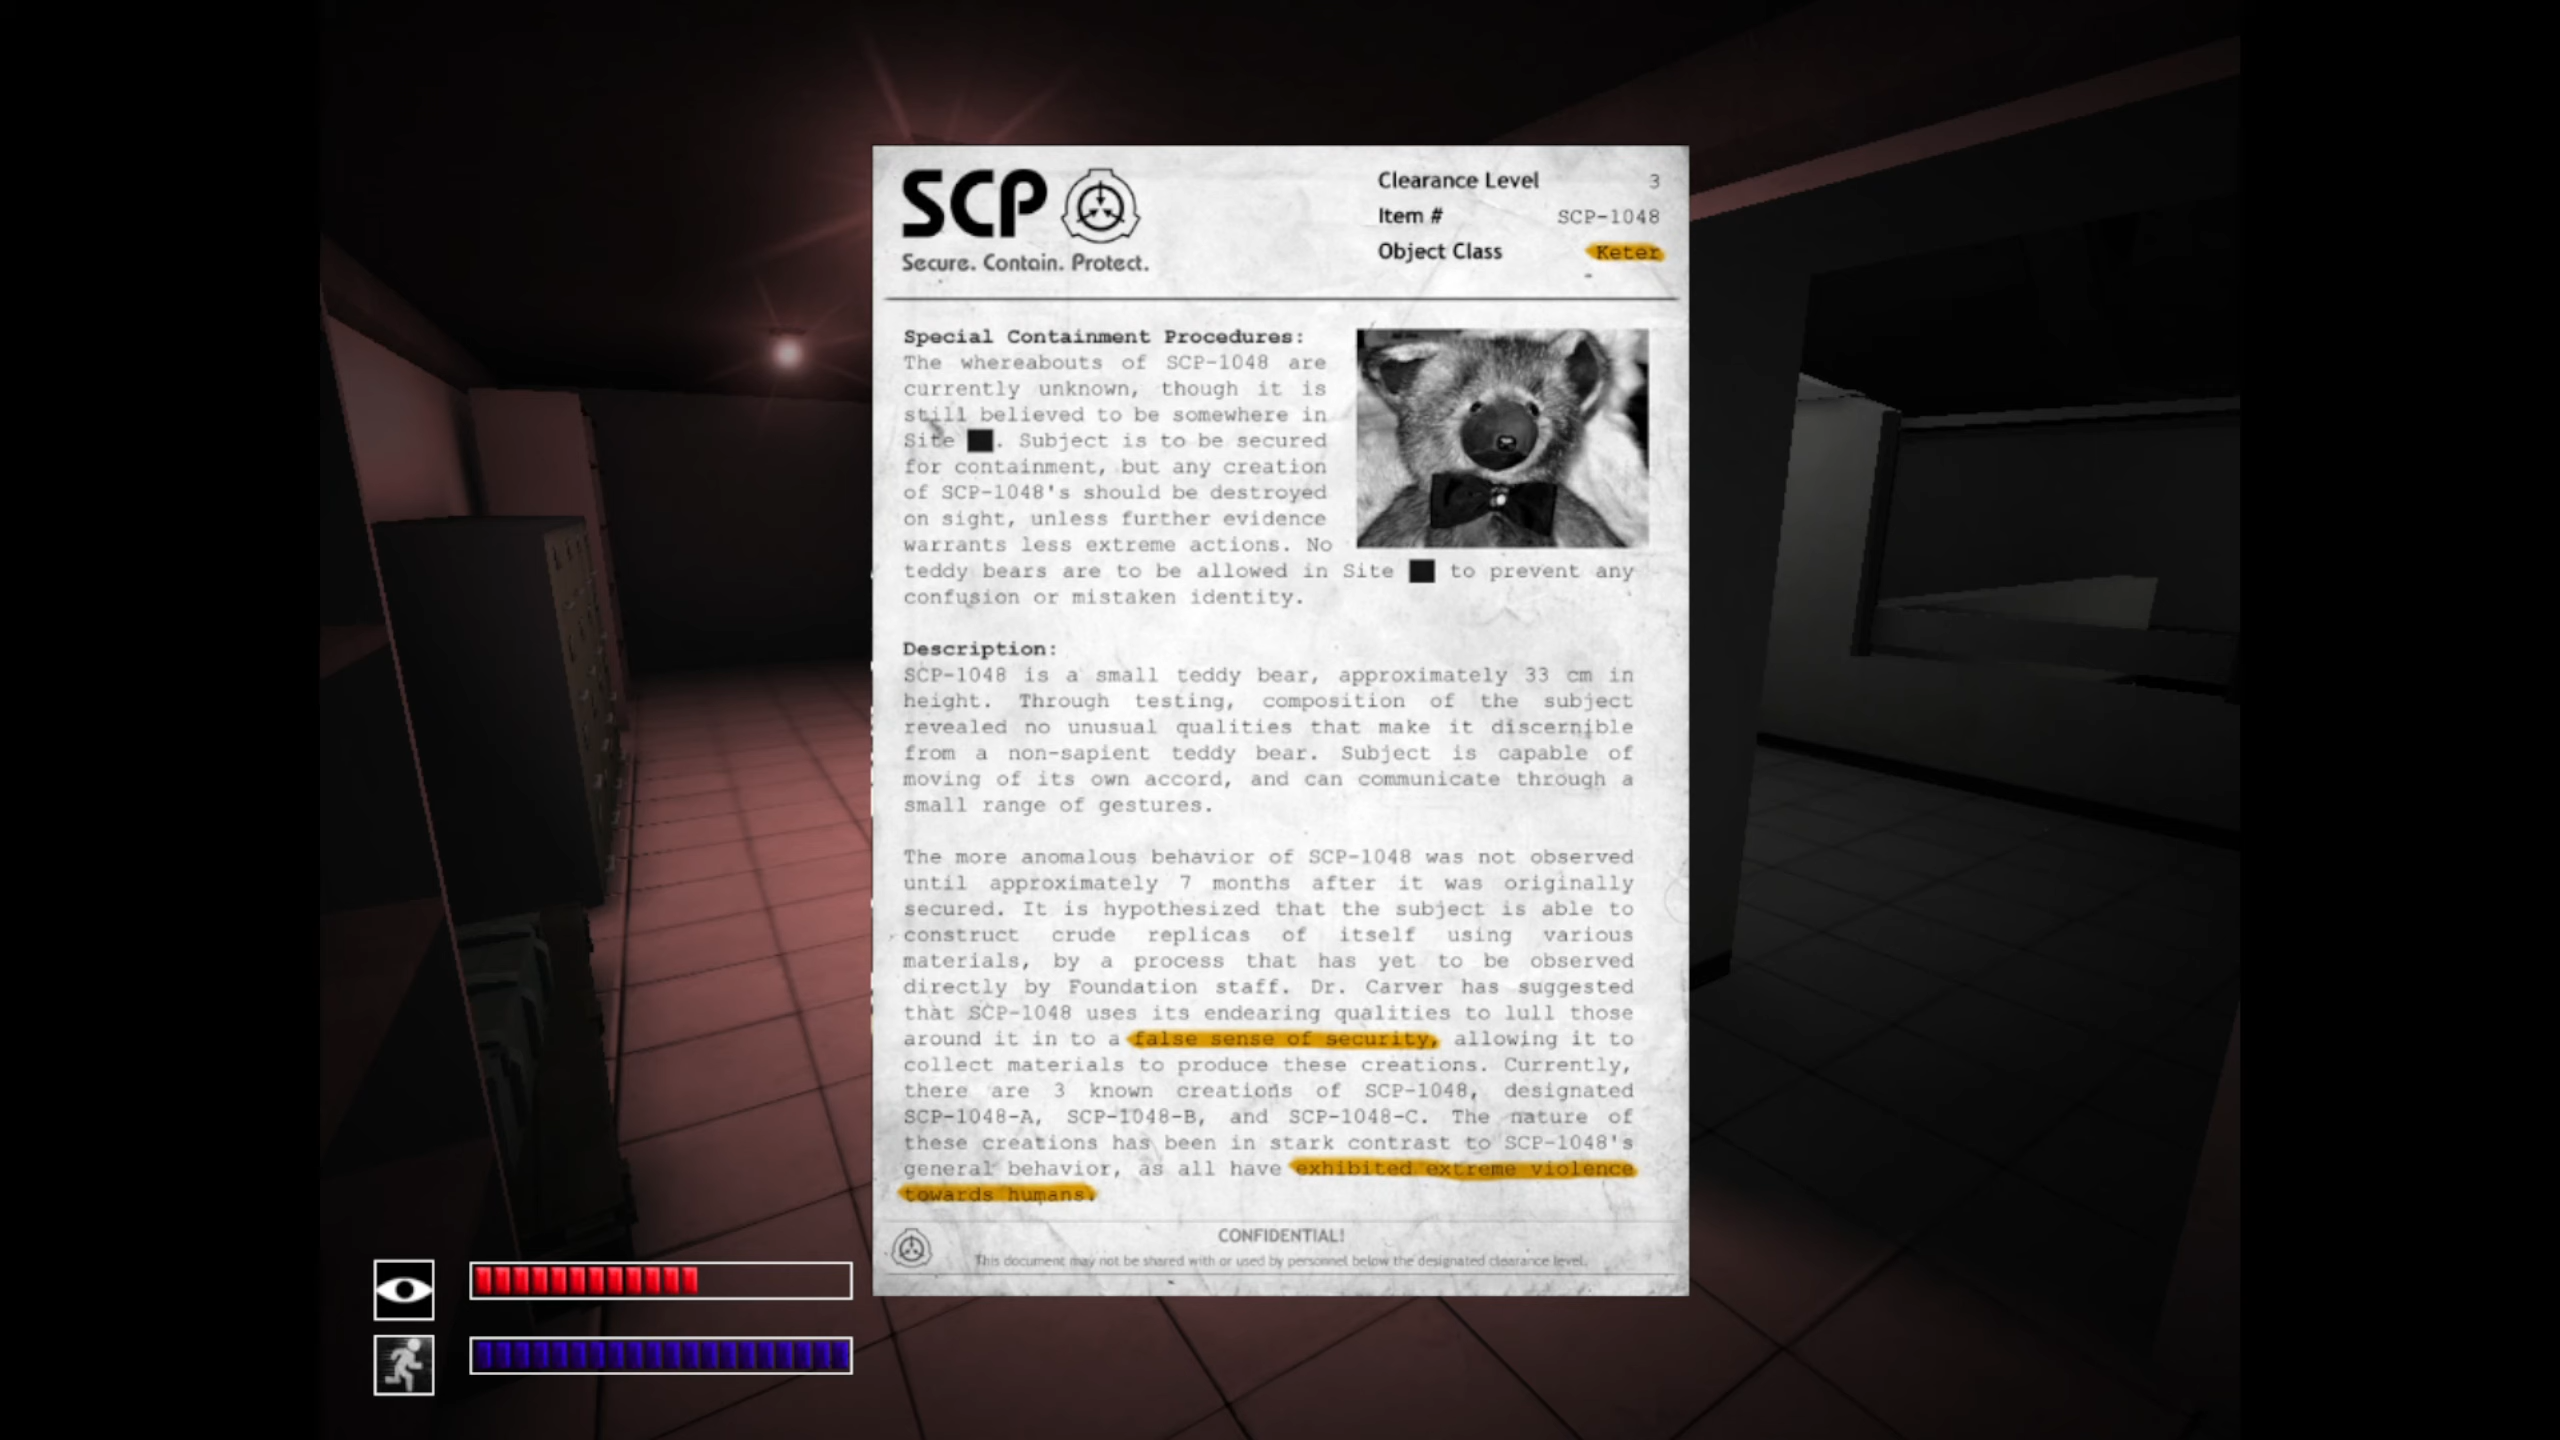 SCP
Secure. Contain. Protect.
Clearance Level 3
Item # SCP-1048
Object Class Keter
Special Containment Procedures:
The whereabouts of SCP-1048 are
currently unknown, though it is
still believed to be somewhere in
Site ██. Subject is to be secured
for containment, but any creation
of SCP-1048's should be destroyed
on sight, unless further evidence
warrants less extreme actions. No
teddy bears are to be allowed in Site ██ to prevent any
confusion or mistaken identity.
Description:
SCP-1048 is a small teddy bear, approximately 33 cm in
height. Through testing, composition of the subject
revealed no unusual qualities that make it discernible
from a non-sapient teddy bear. Subject is capable of
moving of its own accord, and can communicate through a
small range of gestures.
The more anomalous behavior of SCP-1048 was not observed
until approximately 7 months after it was originally
secured. It is hypothesized that the subject is able to
construct crude replicas of itself using various
materials, by a process that has yet to be observed
directly by Foundation staff. Dr. Carver has suggested
that SCP-1048 uses its endearing qualities to lull those
around it in to a false sense of security, allowing it to
collect materials to produce these creations. Currently,
there are 3 known creations of SCP-1048, designated
SCP-1048-A, SCP-1048-B, and SCP-1048-C. The nature of
these creations has been in stark contrast to SCP-1048's
general behavior, as all have exhibited extreme violence
towards humans.
CONFIDENTIAL!
This document may not be shared with or used by personnel below the designated clearance level.